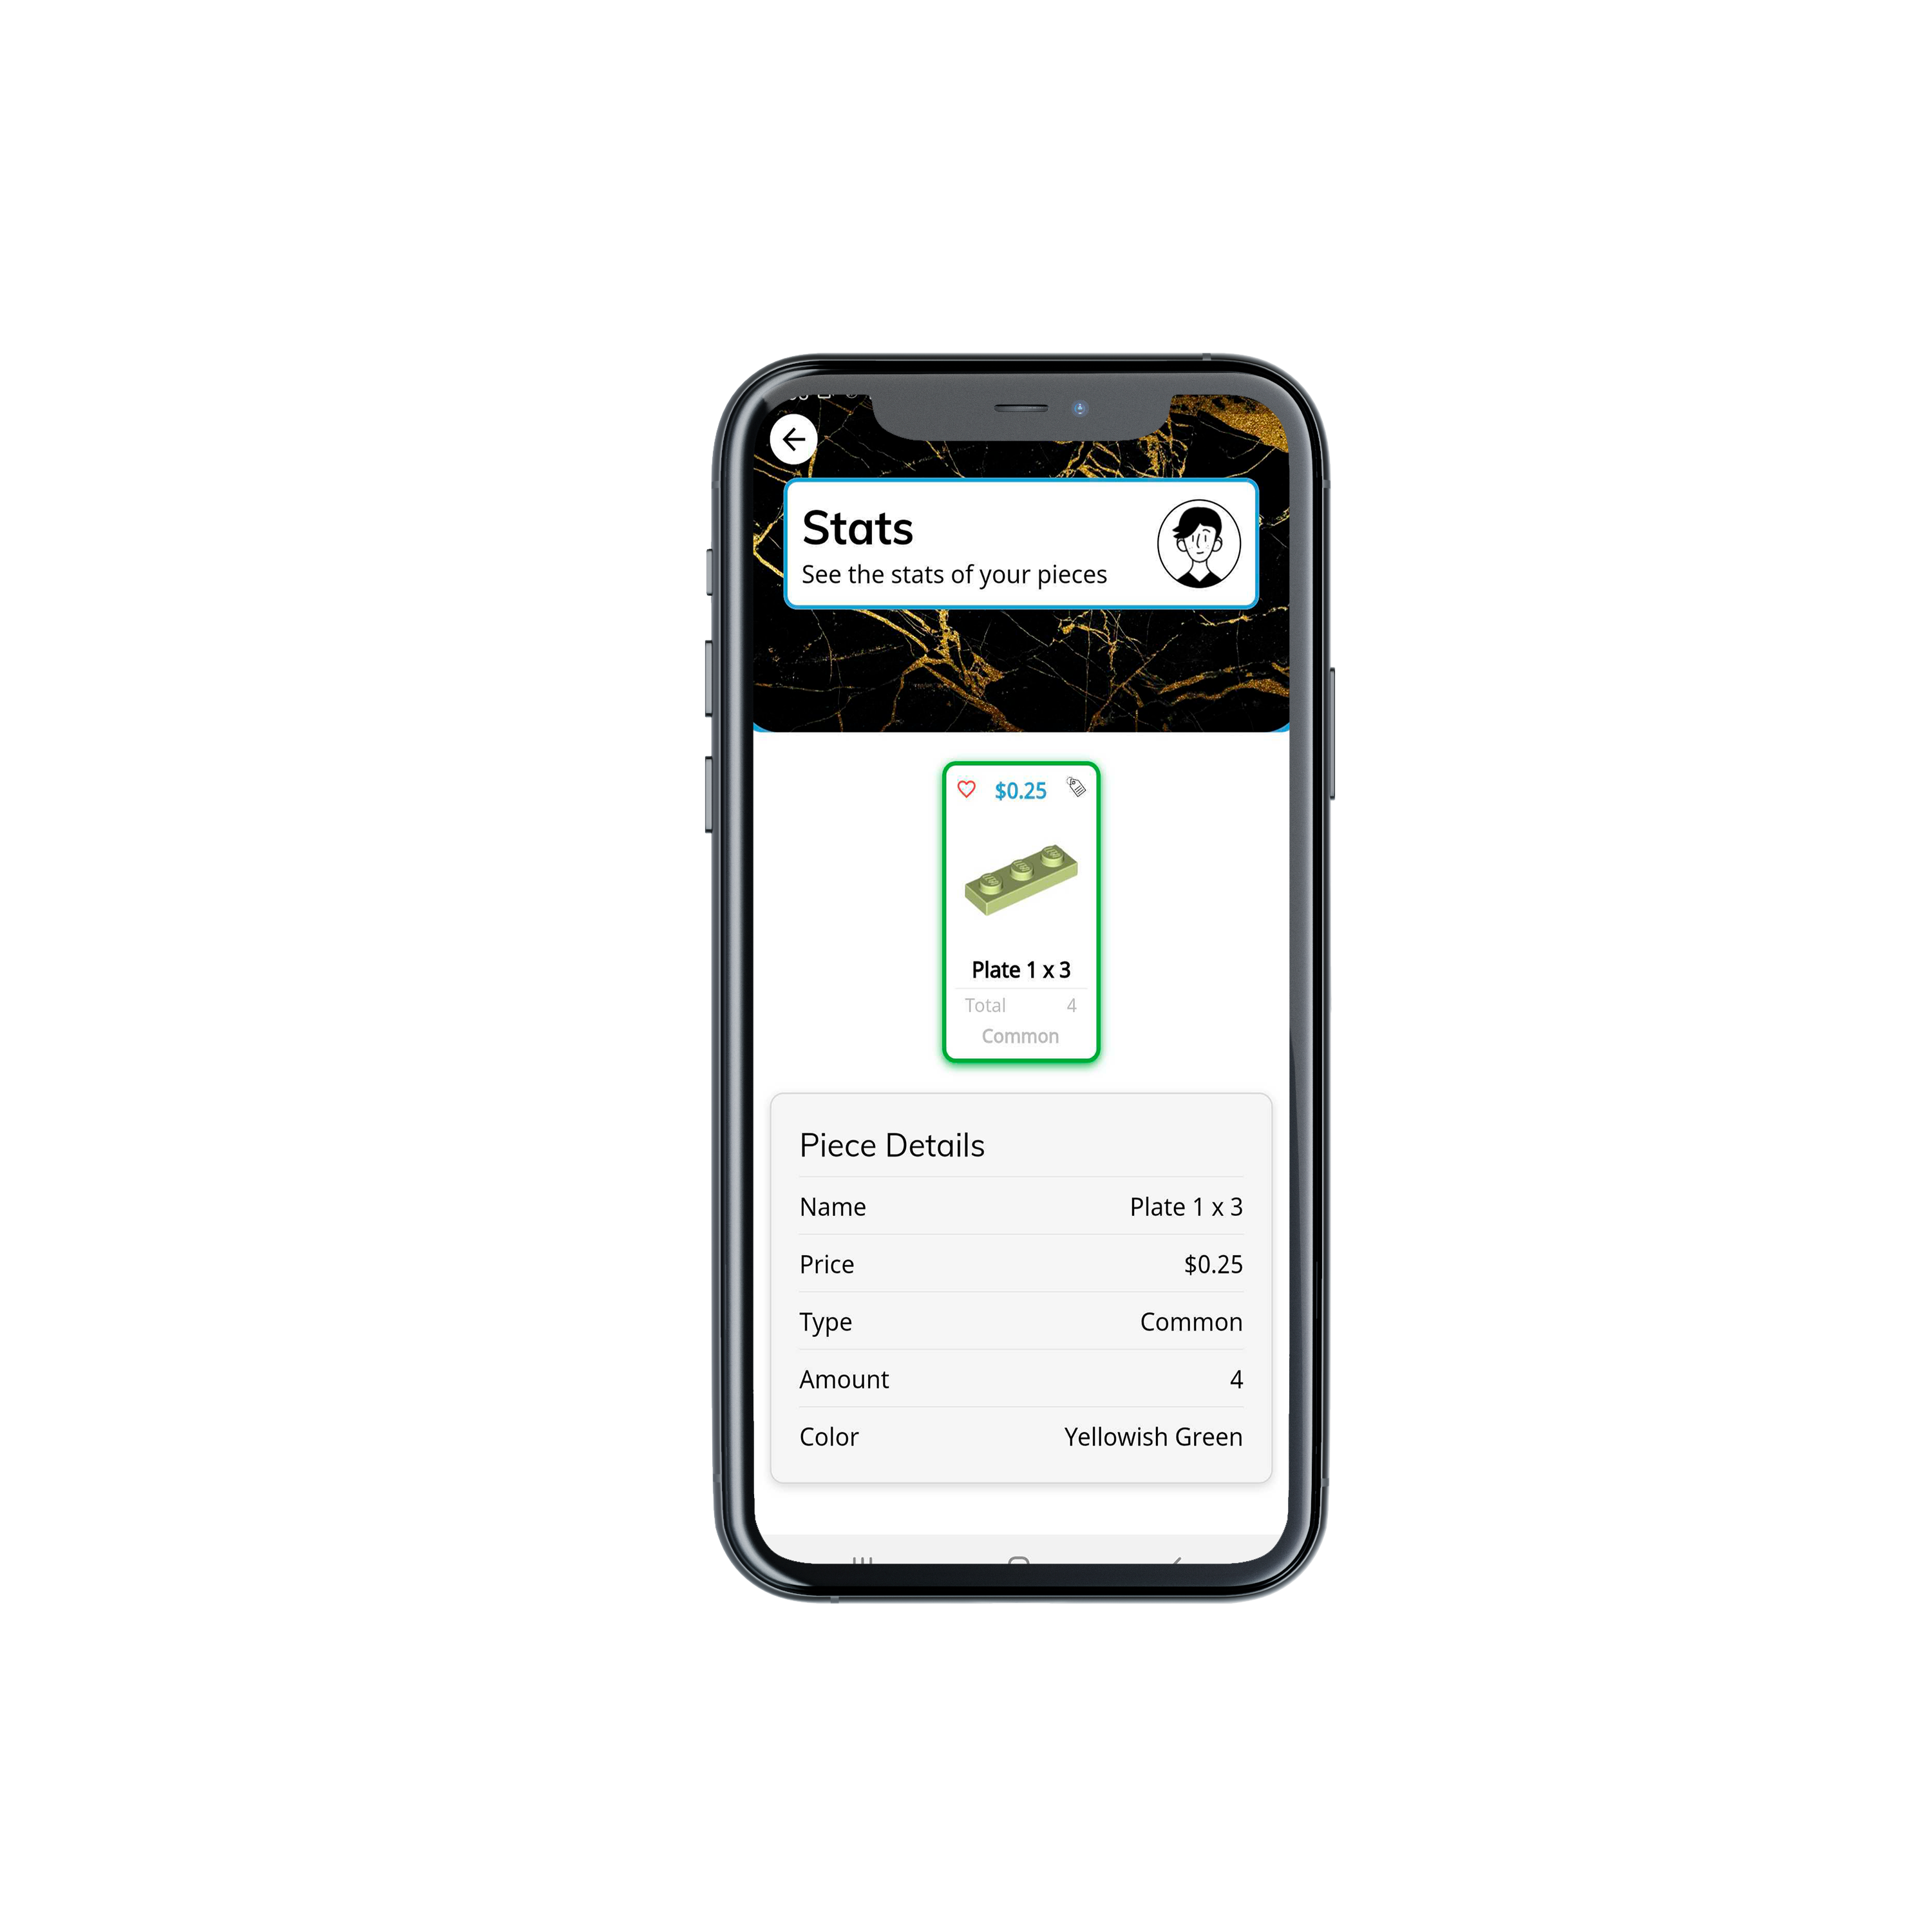 Stats
See the stats of your pieces
$0.25
Plate 1 x 3
Total 4
Common
Piece Details
Name Plate 1 x 3
Price $0.25
Type Common
Amount 4
Color Yellowish Green